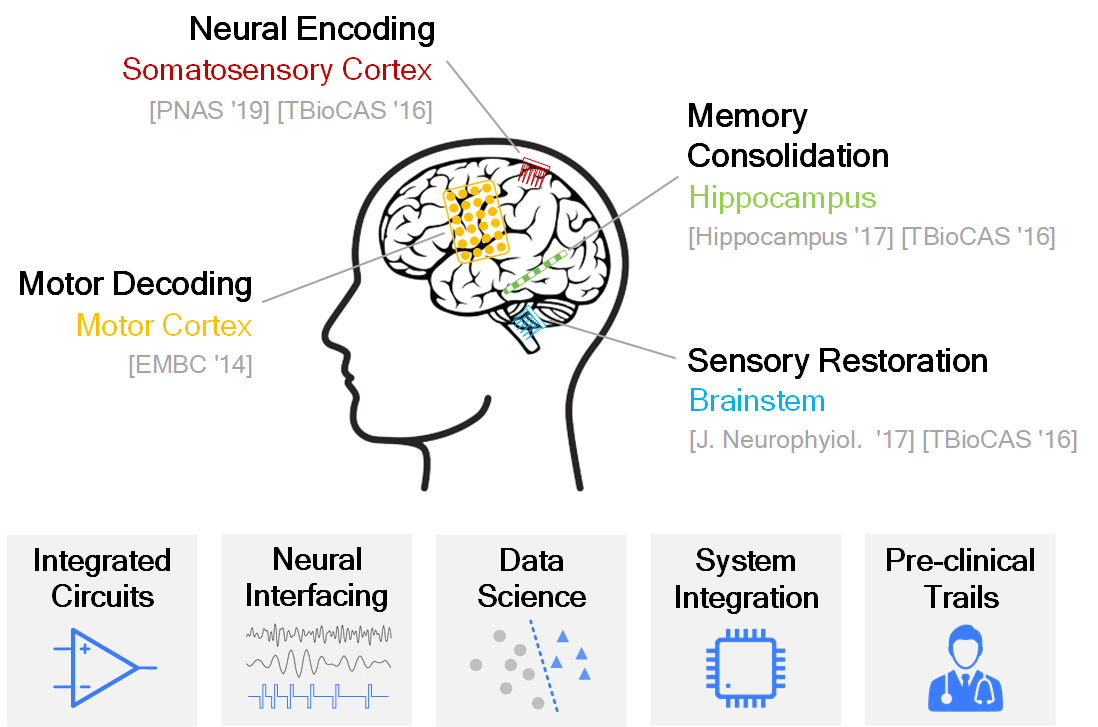 Neural Encoding
Somatosensory Cortex
[PNAS '19] [TBioCAS '16]
Memory
Consolidation
Hippocampus
[Hippocampus '17] [TBioCAS '16]
Motor Decoding
Motor Cortex
[EMBC '14]
Sensory Restoration
Brainstem
[J. Neurophyiol.  '17] [TBioCAS '16]
Integrated
Circuits
Neural
Interfacing
Data
Science
System
Integration
Pre-clinical
Trails